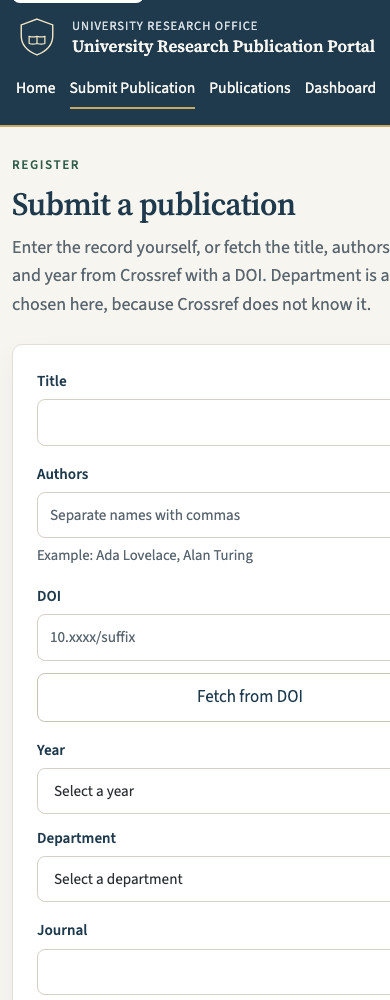 UNIVERSITY RESEARCH OFFICE
University Research Publication Portal
Home Submit Publication Publications Dashboard
REGISTER
Submit a publication
Enter the record yourself, or fetch the title, authors
and year from Crossref with a DOI. Department is a
chosen here, because Crossref does not know it.
Title
Authors
Separate names with commas
Example: Ada Lovelace, Alan Turing
DOI
10.xxxx/suffix
Fetch from DOI
Year
Select a year
Department
Select a department
Journal